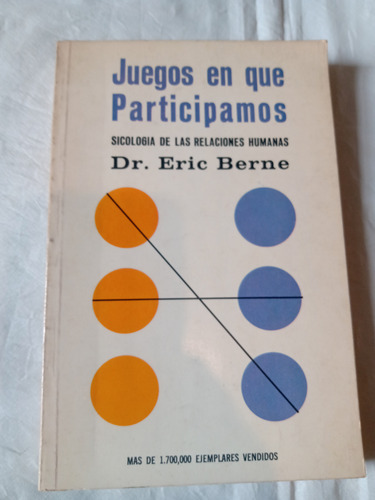 Juegos en que
Participamos
SICOLOGIA DE LAS RELACIONES HUMANAS
Dr. Eric Berne
MAS DE 1.700,000 EJEMPLARES VENDIDOS